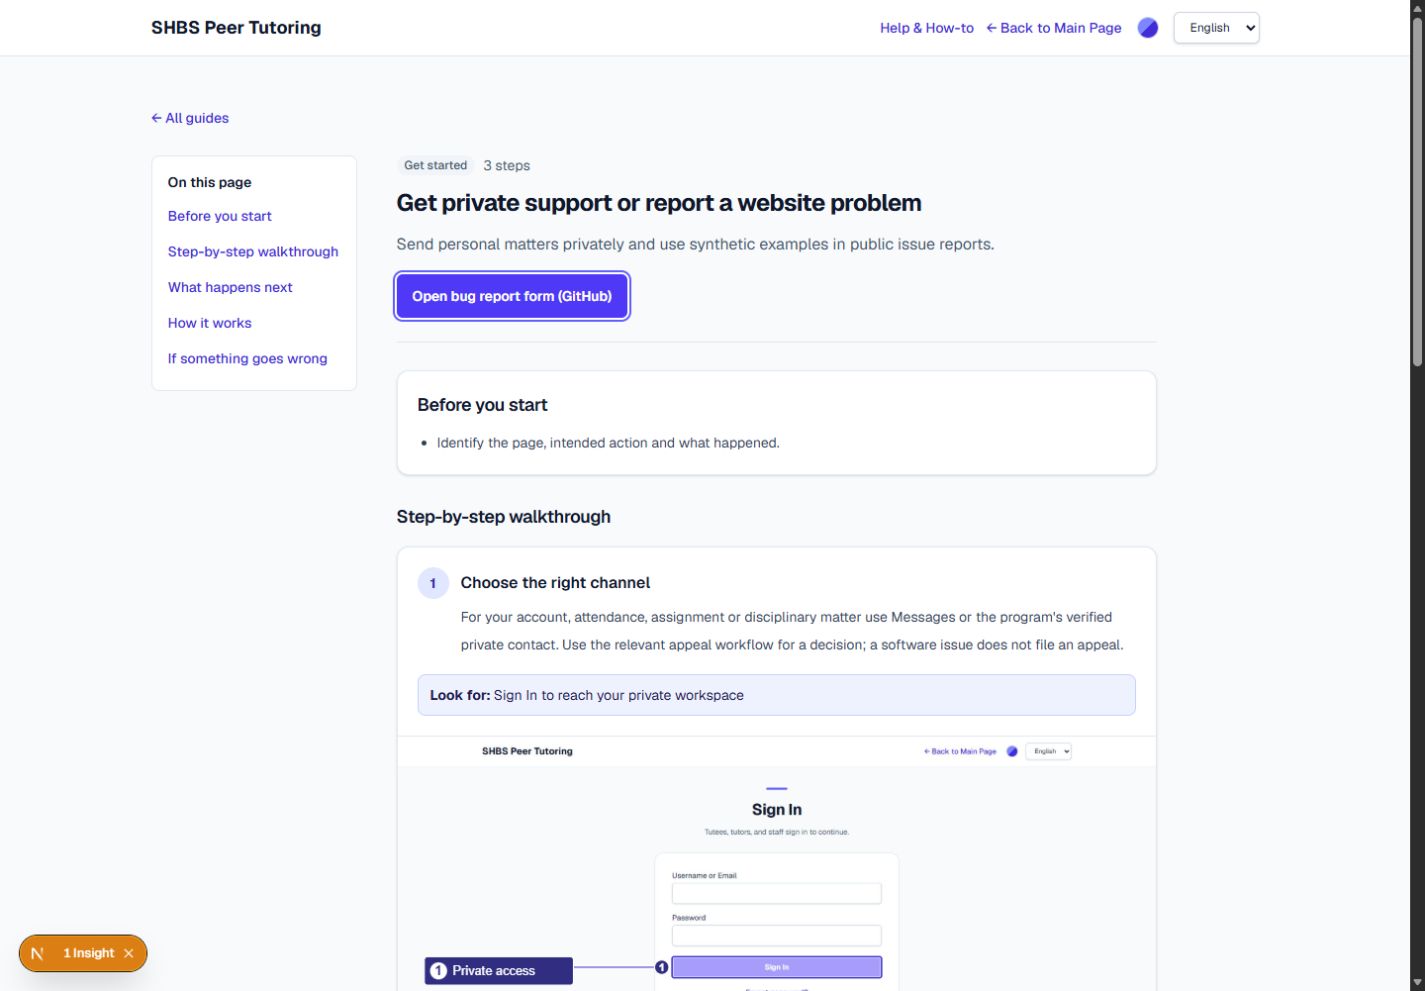 SHBS Peer Tutoring
Help & How-to
← Back to Main Page
English
← All guides
On this page
Before you start
Step-by-step walkthrough
What happens next
How it works
If something goes wrong
Get started
3 steps
Get private support or report a website problem
Send personal matters privately and use synthetic examples in public issue reports.
Open bug report form (GitHub)
Before you start
• Identify the page, intended action and what happened.
Step-by-step walkthrough
1 Choose the right channel
For your account, attendance, assignment or disciplinary matter use Messages or the program's verified
private contact. Use the relevant appeal workflow for a decision; a software issue does not file an appeal.
Look for: Sign In to reach your private workspace
SHBS Peer Tutoring
← Back to Main Page
English
Sign In
Tutees, tutors, and staff sign in to continue.
Username or Email
Password
1 Private access
1
Sign In
N 1 Insight ×